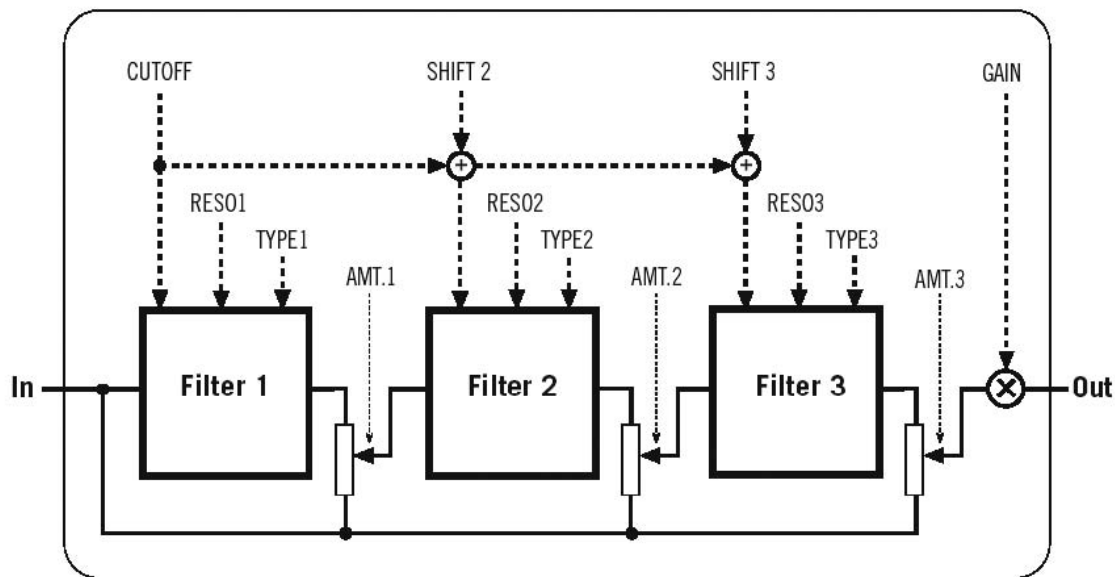 CUTOFF SHIFT 2 SHIFT 3 GAIN
+ +
RESO1 RESO2 RESO3
TYPE1 TYPE2 TYPE3
AMT.1 AMT.2 AMT.3
In Filter 1 Filter 2 Filter 3 × Out